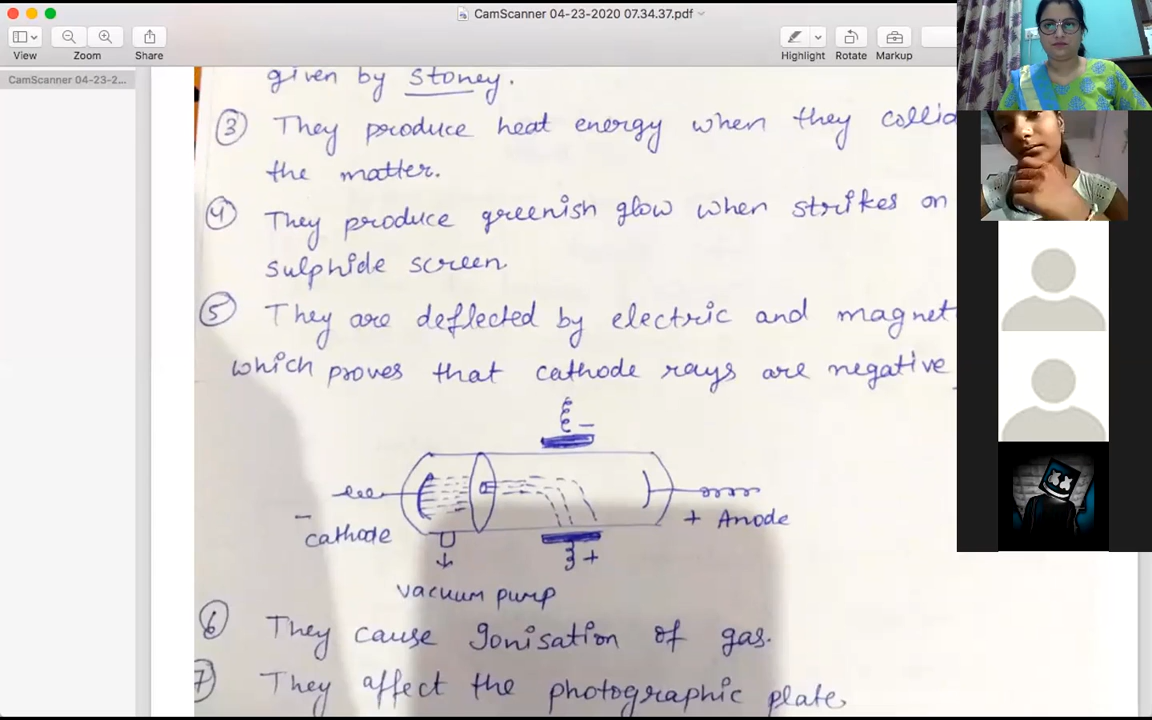 CamScanner 04-23-2020 07.34.37.pdf
View
Zoom
Share
Highlight
Rotate
Markup
CamScanner 04-23-2...
given by Stoney.
③ They produce heat energy when they collid
the matter.
④ They produce greenish glow when strikes on
sulphide screen
⑤ They are deflected by electric and magnet
which proves that cathode rays are negative
−
− cathode
+ Anode
+
vacuum pump
⑥ They cause Ionisation of gas.
⑦ They affect the photographic plate.